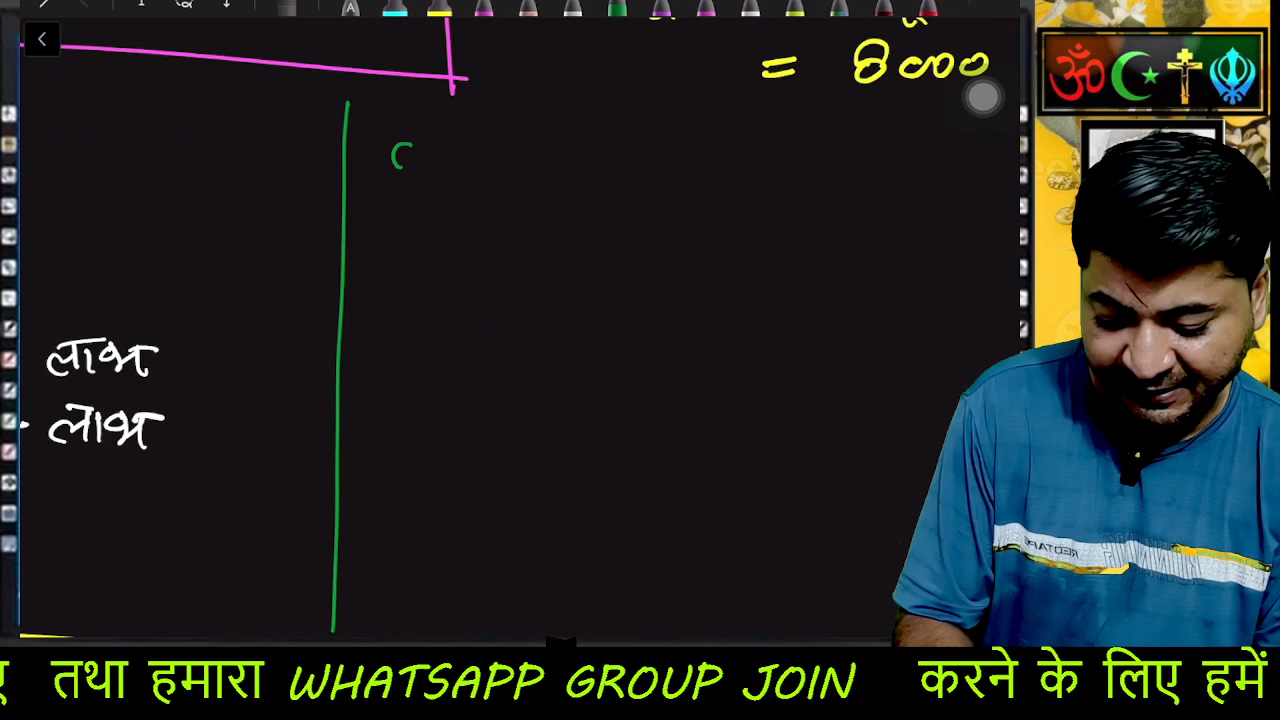 = 8000
C
लाभ
लाभ
तथा हमारा WHATSAPP GROUP JOIN करने के लिए हमें